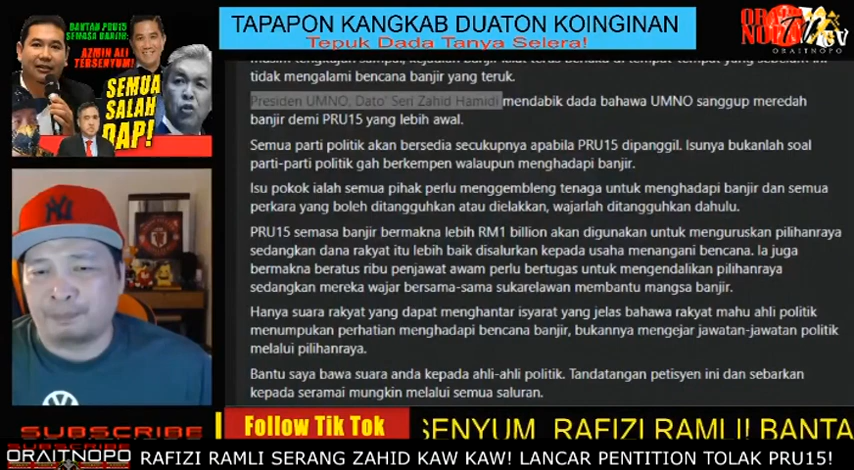 BANTAN PRU15
SEMASA BANJIR:
AZMIN ALI
TERSENYUM!
SEMUA
SALAH
DAP!
TAPAPON KANGKAB DUATON KOINGINAN
Tepuk Dada Tanya Selera!
ORAITNOPO
tidak mengalami bencana banjir yang teruk.
Presiden UMNO, Dato' Seri Zahid Hamidi mendabik dada bahawa UMNO sanggup meredah
banjir demi PRU15 yang lebih awal.
Semua parti politik akan bersedia secukupnya apabila PRU15 dipanggil. Isunya bukanlah soal
parti-parti politik gah berkempen walaupun menghadapi banjir.
Isu pokok ialah semua pihak perlu menggembleng tenaga untuk menghadapi banjir dan semua
perkara yang boleh ditangguhkan atau dielakkan, wajarlah ditangguhkan dahulu.
PRU15 semasa banjir bermakna lebih RM1 billion akan digunakan untuk menguruskan pilihanraya
sedangkan dana rakyat itu lebih baik disalurkan kepada usaha menangani bencana. Ia juga
bermakna beratus ribu penjawat awam perlu bertugas untuk mengendalikan pilihanraya
sedangkan mereka wajar bersama-sama sukarelawan membantu mangsa banjir.
Hanya suara rakyat yang dapat menghantar isyarat yang jelas bahawa rakyat mahu ahli politik
menumpukan perhatian menghadapi bencana banjir, bukannya mengejar jawatan-jawatan politik
melalui pilihanraya.
Bantu saya bawa suara anda kepada ahli-ahli politik. Tandatangan petisyen ini dan sebarkan
kepada seramai mungkin melalui semua saluran.
SUBSCRIBE
Follow Tik Tok
SENYUM RAFIZI RAMLI! BANTA
SUBSCRIBE
ORAITNOPO
RAFIZI RAMLI SERANG ZAHID KAW KAW! LANCAR PENTITION TOLAK PRU15!